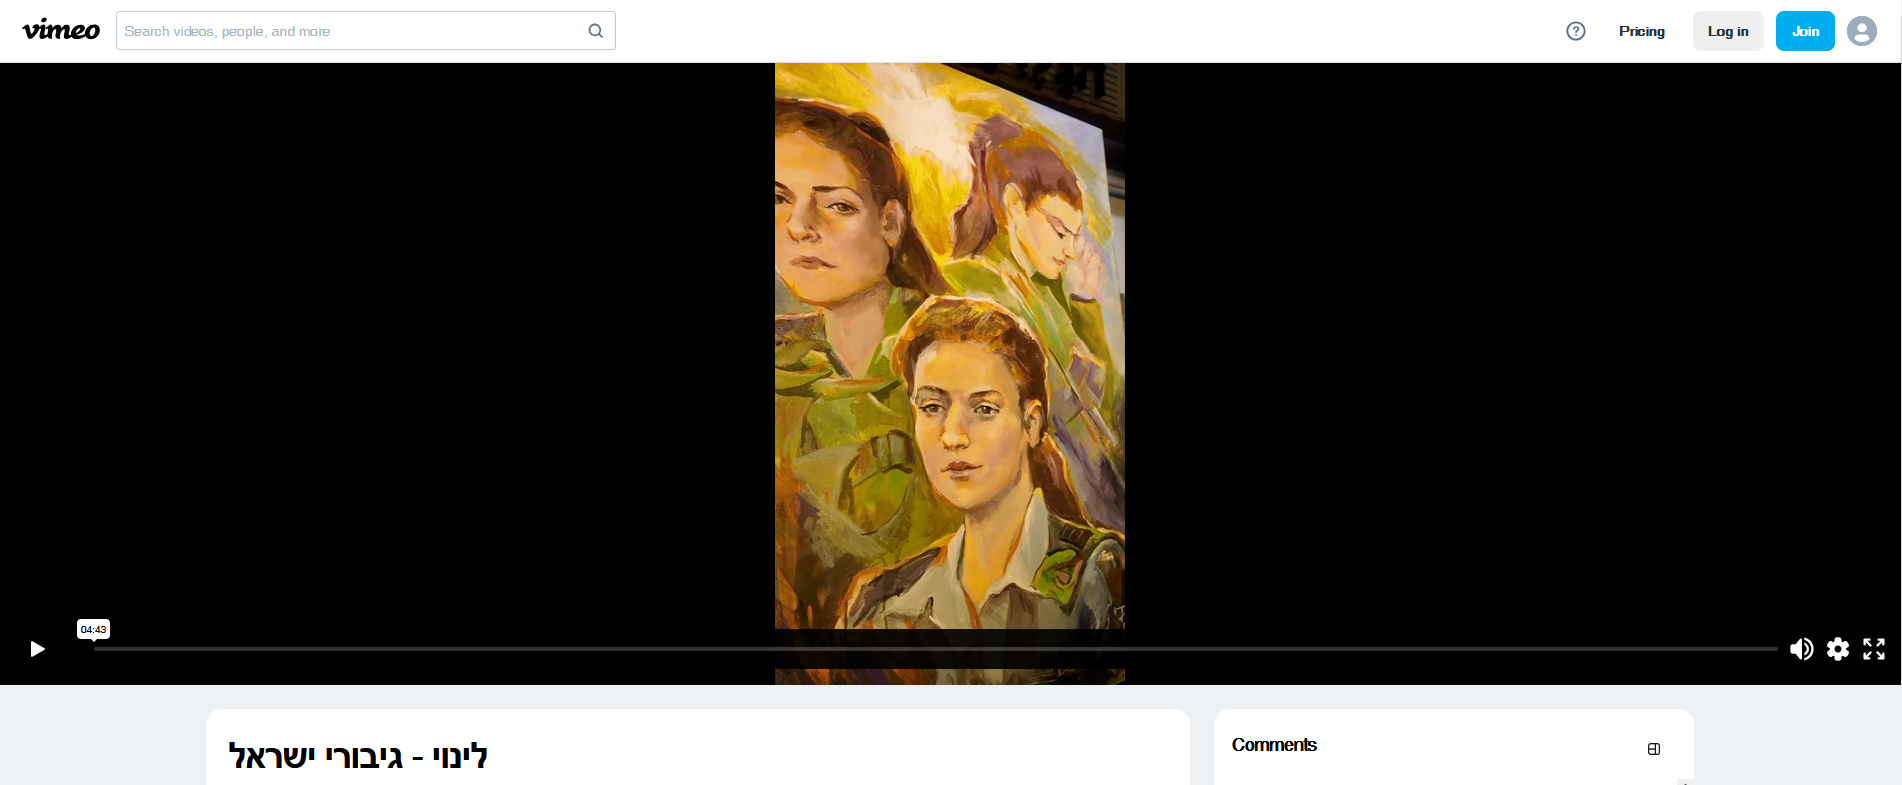 vimeo
Search videos, people, and more
Pricing
Log in
Join
04:43
לינוי - גיבורי ישראל
Comments